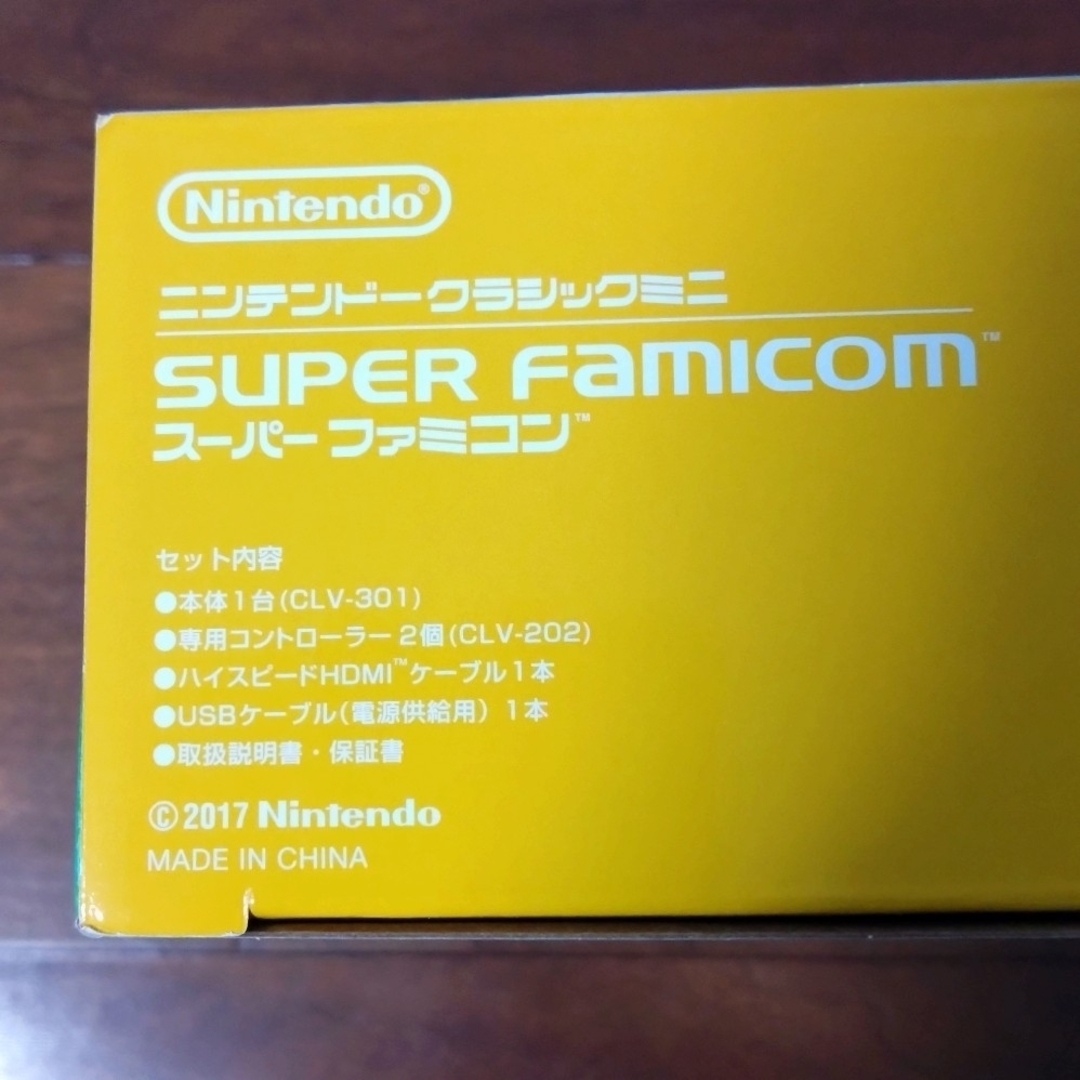 Nintendo®
ニンテンドークラシックミニ
SUPER FamICOM™
スーパーファミコン™
セット内容
●本体1台(CLV-301)
●専用コントローラー 2個(CLV-202)
●ハイスピードHDMI™ケーブル1本
●USBケーブル(電源供給用) 1本
●取扱説明書・保証書
©2017 Nintendo
MADE IN CHINA